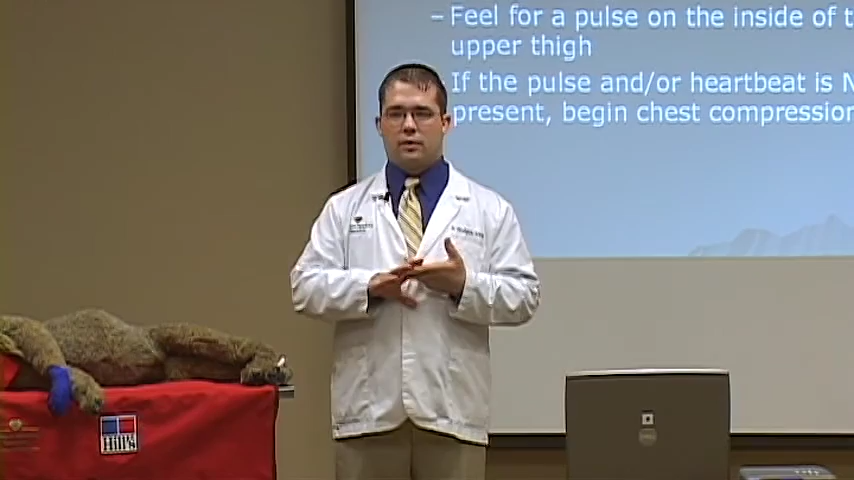 – Feel for a pulse on the inside of t
upper thigh
If the pulse and/or heartbeat is N
present, begin chest compression
Hill's